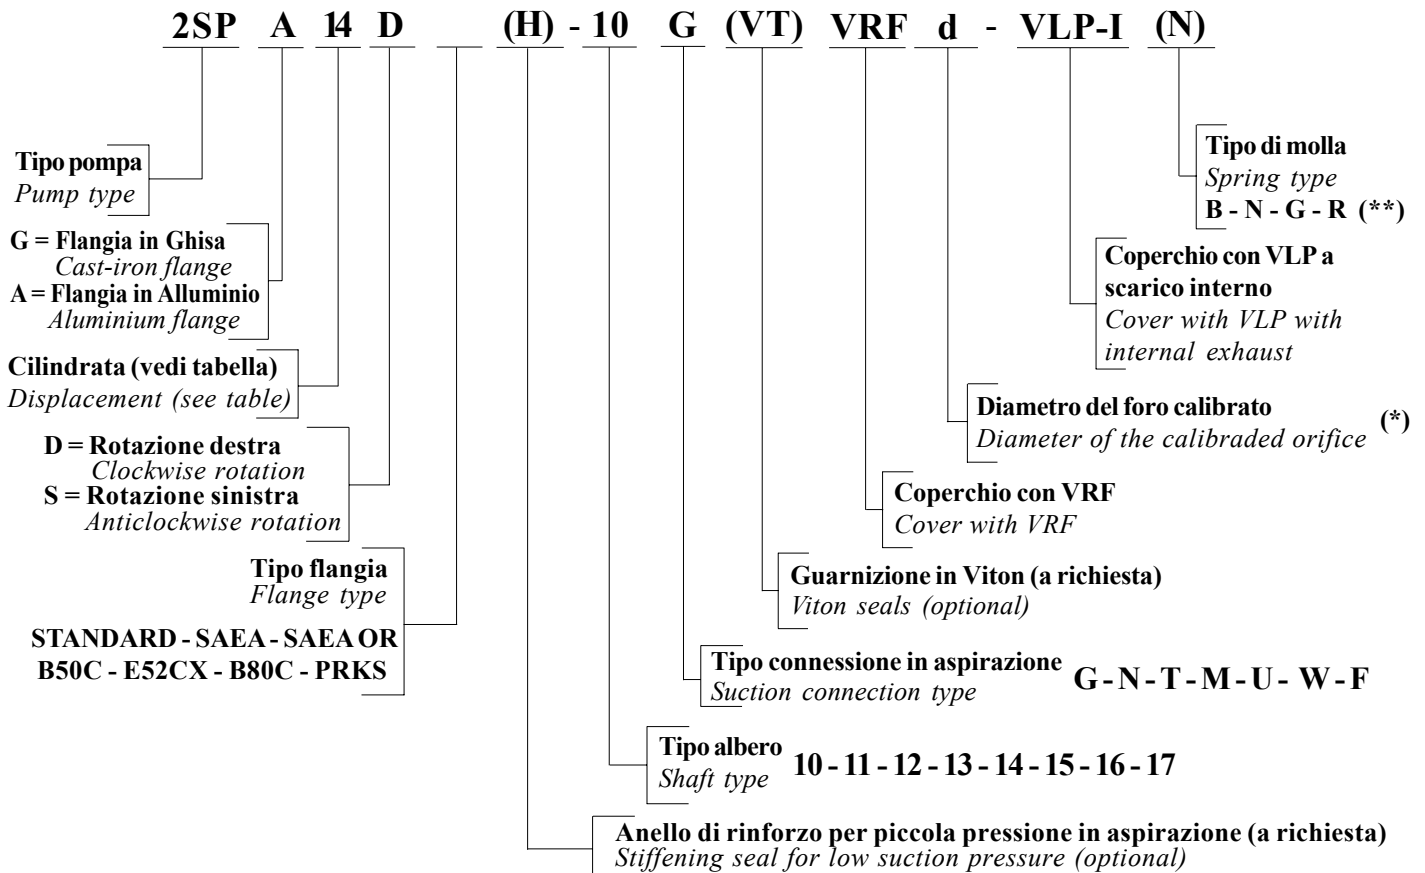 2SP A 14 D (H) - 10 G (VT) VRF d - VLP-I (N)
Tipo pompa
Pump type
G = Flangia in Ghisa
Cast-iron flange
A = Flangia in Alluminio
Aluminium flange
Cilindrata (vedi tabella)
Displacement (see table)
D = Rotazione destra
Clockwise rotation
S = Rotazione sinistra
Anticlockwise rotation
Tipo flangia
Flange type
STANDARD - SAEA - SAEA OR
B50C - E52CX - B80C - PRKS
Tipo di molla
Spring type
B - N - G - R (**)
Coperchio con VLP a
scarico interno
Cover with VLP with
internal exhaust
Diametro del foro calibrato
Diameter of the calibraded orifice
(*)
Coperchio con VRF
Cover with VRF
Guarnizione in Viton (a richiesta)
Viton seals (optional)
Tipo connessione in aspirazione
Suction connection type
G - N - T - M - U - W - F
Tipo albero
Shaft type
10 - 11 - 12 - 13 - 14 - 15 - 16 - 17
Anello di rinforzo per piccola pressione in aspirazione (a richiesta)
Stiffening seal for low suction pressure (optional)